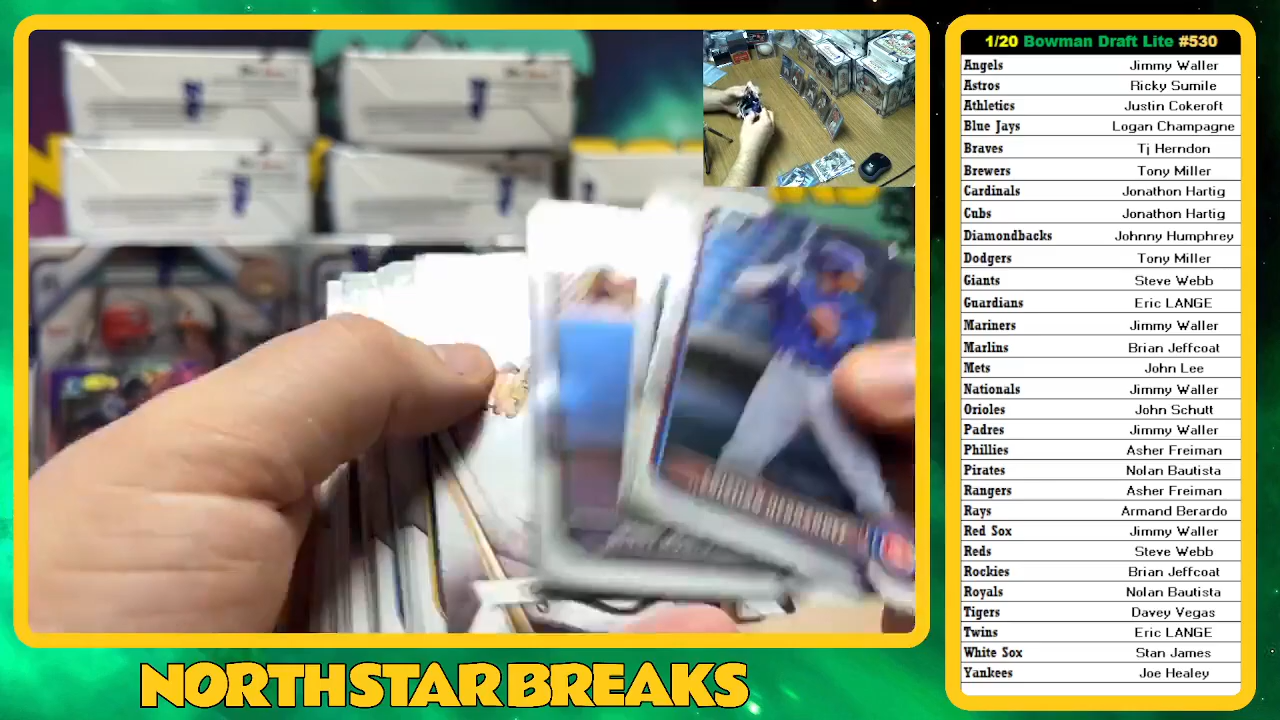 1/20 Bowman Draft Lite #530
Angels Jimmy Waller
Astros Ricky Sumile
Athletics Justin Cokeroft
Blue Jays Logan Champagne
Braves Tj Herndon
Brewers Tony Miller
Cardinals Jonathon Hartig
Cubs Jonathon Hartig
Diamondbacks Johnny Humphrey
Dodgers Tony Miller
Giants Steve Webb
Guardians Eric LANGE
Mariners Jimmy Waller
Marlins Brian Jeffcoat
Mets John Lee
Nationals Jimmy Waller
Orioles John Schutt
Padres Jimmy Waller
Phillies Asher Freiman
Pirates Nolan Bautista
Rangers Asher Freiman
Rays Armand Berardo
Red Sox Jimmy Waller
Reds Steve Webb
Rockies Brian Jeffcoat
Royals Nolan Bautista
Tigers Davey Vegas
Twins Eric LANGE
White Sox Stan James
Yankees Joe Healey
NORTHSTAR BREAKS